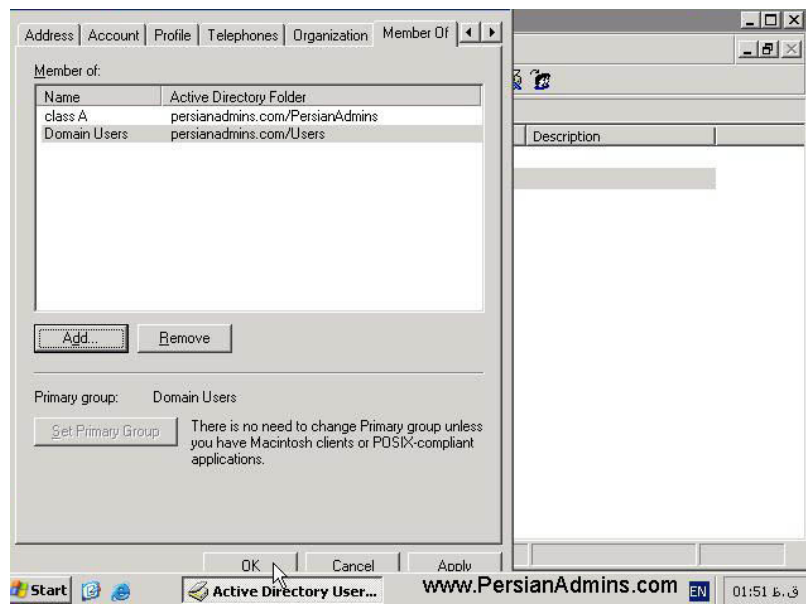 Address Account Profile Telephones Organization Member Of
Member of:
Name Active Directory Folder
class A persianadmins.com/PersianAdmins
Domain Users persianadmins.com/Users
Description
Add... Remove
Primary group: Domain Users
Set Primary Group
There is no need to change Primary group unless
you have Macintosh clients or POSIX-compliant
applications.
OK Cancel Apply
Start Active Directory User... www.PersianAdmins.com EN 01:51 ق.ظ